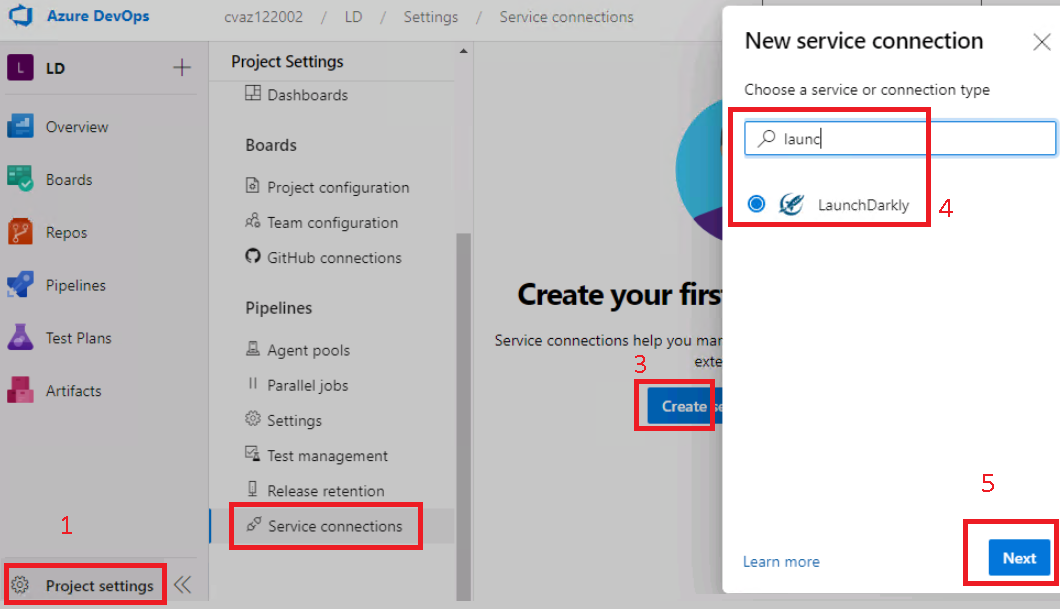 Azure DevOps
cvaz122002 / LD / Settings / Service connections
L LD
Overview
Boards
Repos
Pipelines
Test Plans
Artifacts
1
Project settings
Project Settings
Dashboards
Boards
Project configuration
Team configuration
GitHub connections
Pipelines
Agent pools
Parallel jobs
Settings
Test management
Release retention
Service connections
Create your first
Service connections help you
3
Create
New service connection
Choose a service or connection type
launc
LaunchDarkly
4
5
Learn more
Next